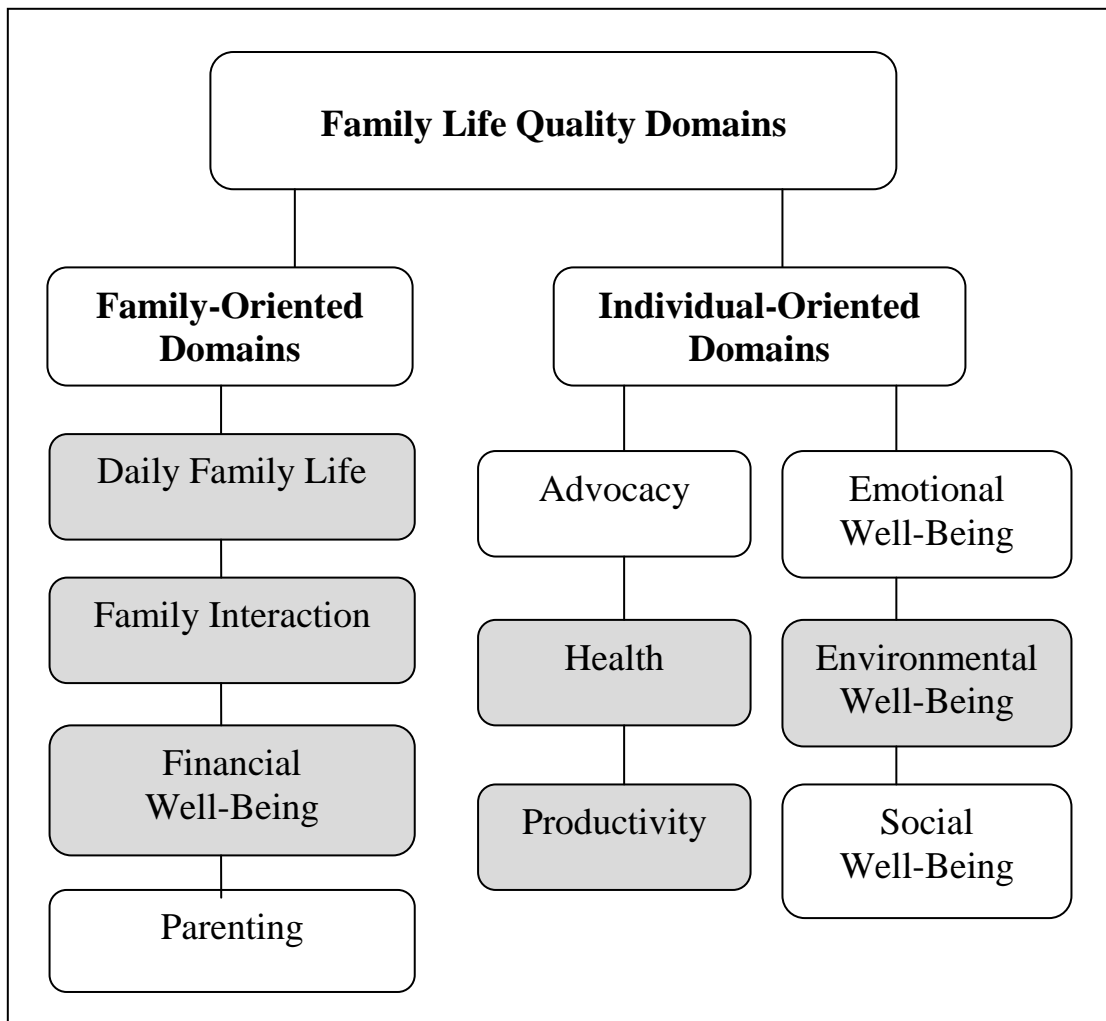 Family Life Quality Domains
Family-Oriented
Domains
Individual-Oriented
Domains
Daily Family Life
Family Interaction
Financial
Well-Being
Parenting
Advocacy
Health
Productivity
Emotional
Well-Being
Environmental
Well-Being
Social
Well-Being